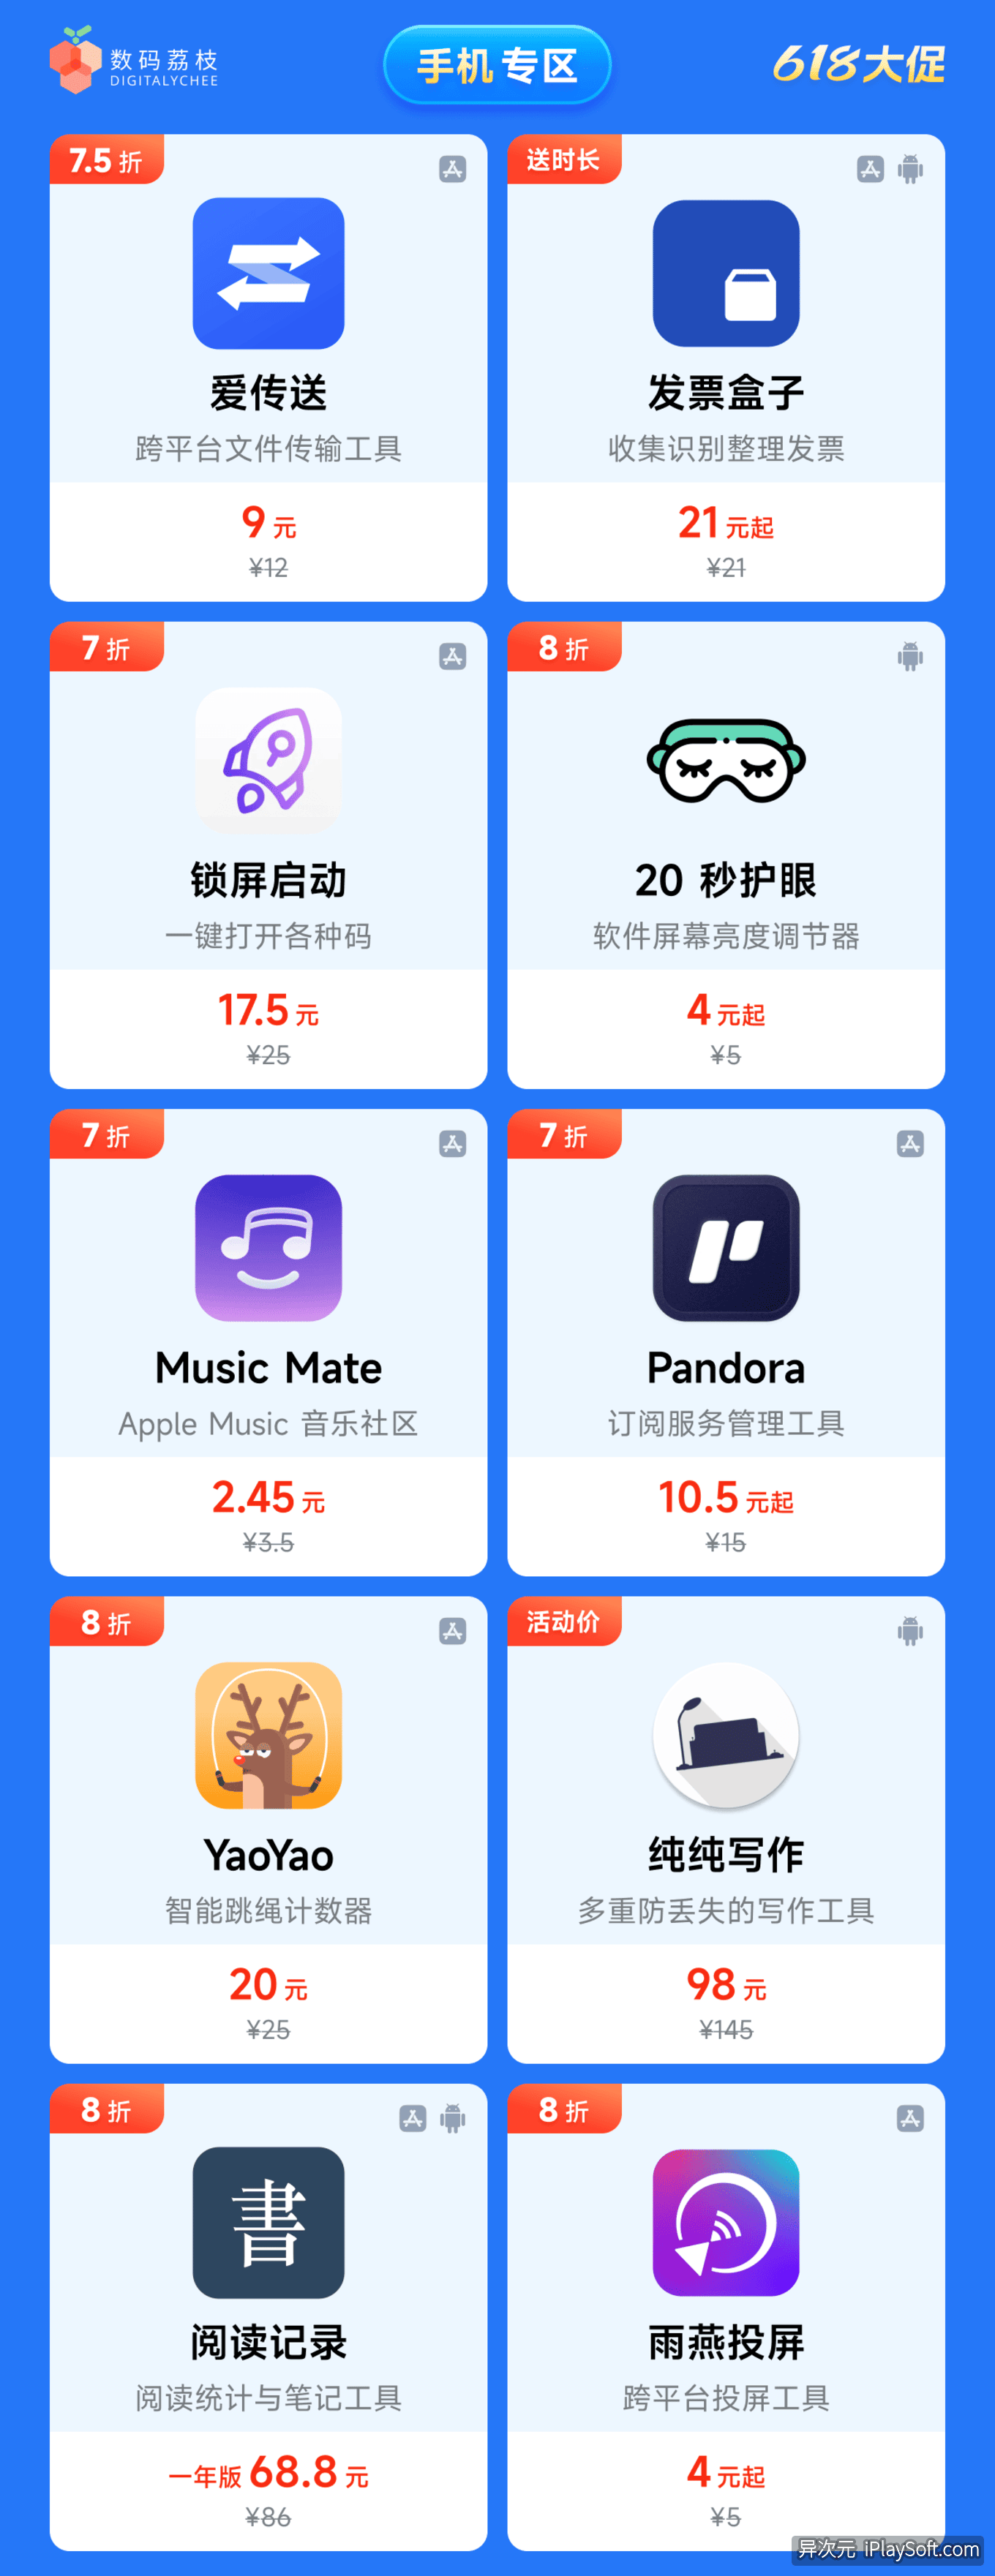 数码荔枝
DIGITALYCHEE
手机专区
618大促
7.5 折
爱传送
跨平台文件传输工具
9 元
¥12
送时长
发票盒子
收集识别整理发票
21 元起
¥21
7 折
锁屏启动
一键打开各种码
17.5 元
¥25
8 折
20 秒护眼
软件屏幕亮度调节器
4 元起
¥5
7 折
Music Mate
Apple Music 音乐社区
2.45 元
¥3.5
7 折
Pandora
订阅服务管理工具
10.5 元起
¥15
8 折
YaoYao
智能跳绳计数器
20 元
¥25
活动价
纯纯写作
多重防丢失的写作工具
98 元
¥145
8 折
書
阅读记录
阅读统计与笔记工具
一年版 68.8 元
¥86
8 折
雨燕投屏
跨平台投屏工具
4 元起
¥5
异次元 iPlaySoft.com